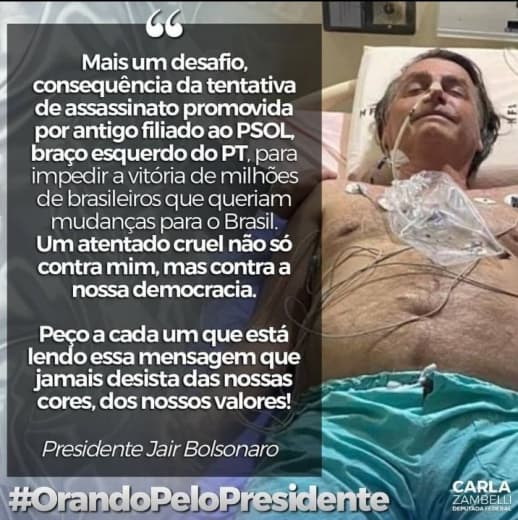 “
Mais um desafio,
consequência da tentativa
de assassinato promovida
por antigo filiado ao PSOL,
braço esquerdo do PT, para
impedir a vitória de milhões
de brasileiros que queriam
mudanças para o Brasil.
Um atentado cruel não só
contra mim, mas contra a
nossa democracia.
Peço a cada um que está
lendo essa mensagem que
jamais desista das nossas
cores, dos nossos valores!
Presidente Jair Bolsonaro
#OrandoPeloPresidente
CARLA
ZAMBELLI
DEPUTADA FEDERAL